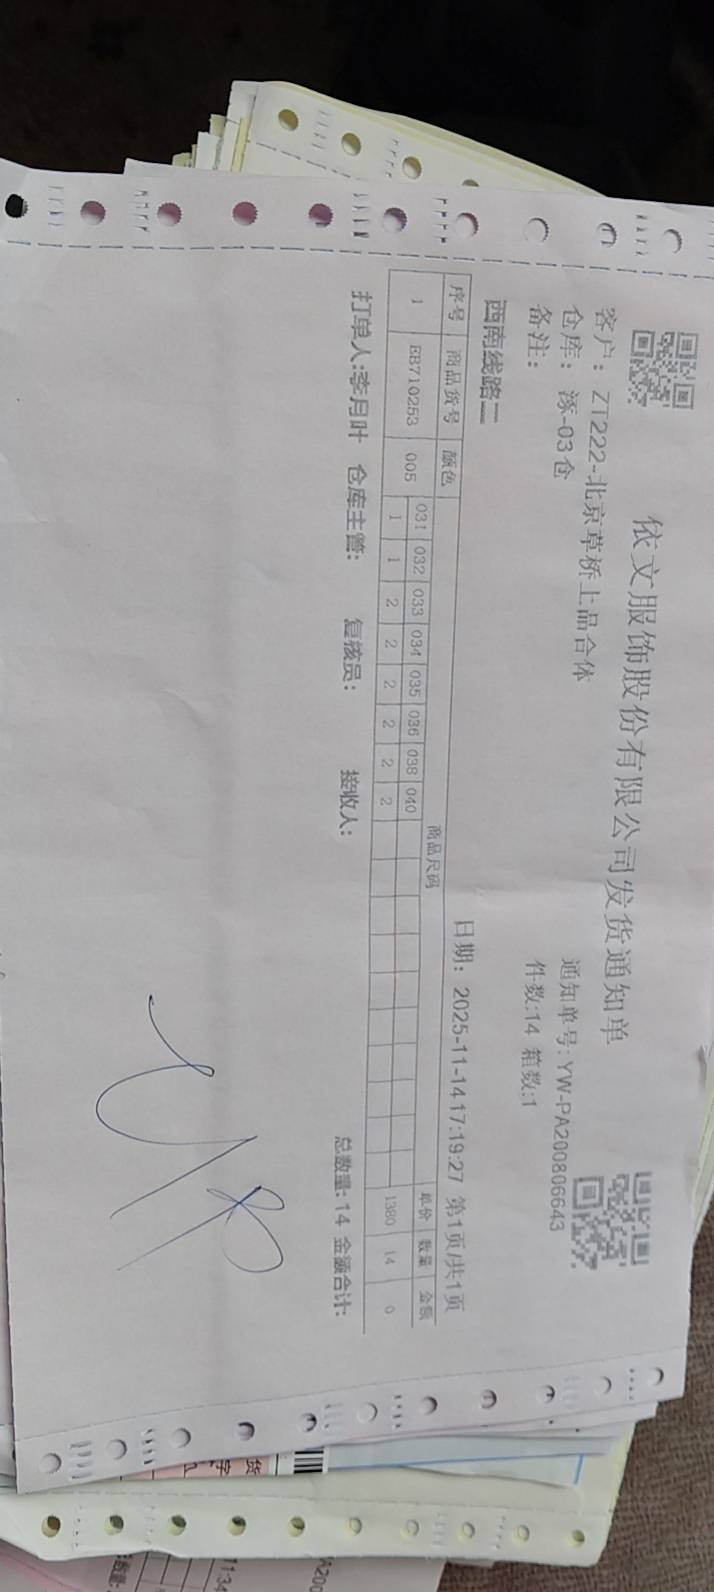 依文服饰股份有限公司发货通知单
客户: ZT222-北京草桥上品合体
通知单号: YW-PA200806643
仓库: 涿-03仓
件数:14 箱数:1
备注:
西南线路二
日期: 2025-11-14 17:19:27 第1页/共1页
序号 商品货号 颜色 商品尺码 单价 数量 金额
031 032 033 034 035 036 038 040
1 EB710253 005 1 1 2 2 2 2 2 2 1380 14 0
总数量: 14 金额合计:
打单人:李月叶 仓库主管: 复核员: 接收人: